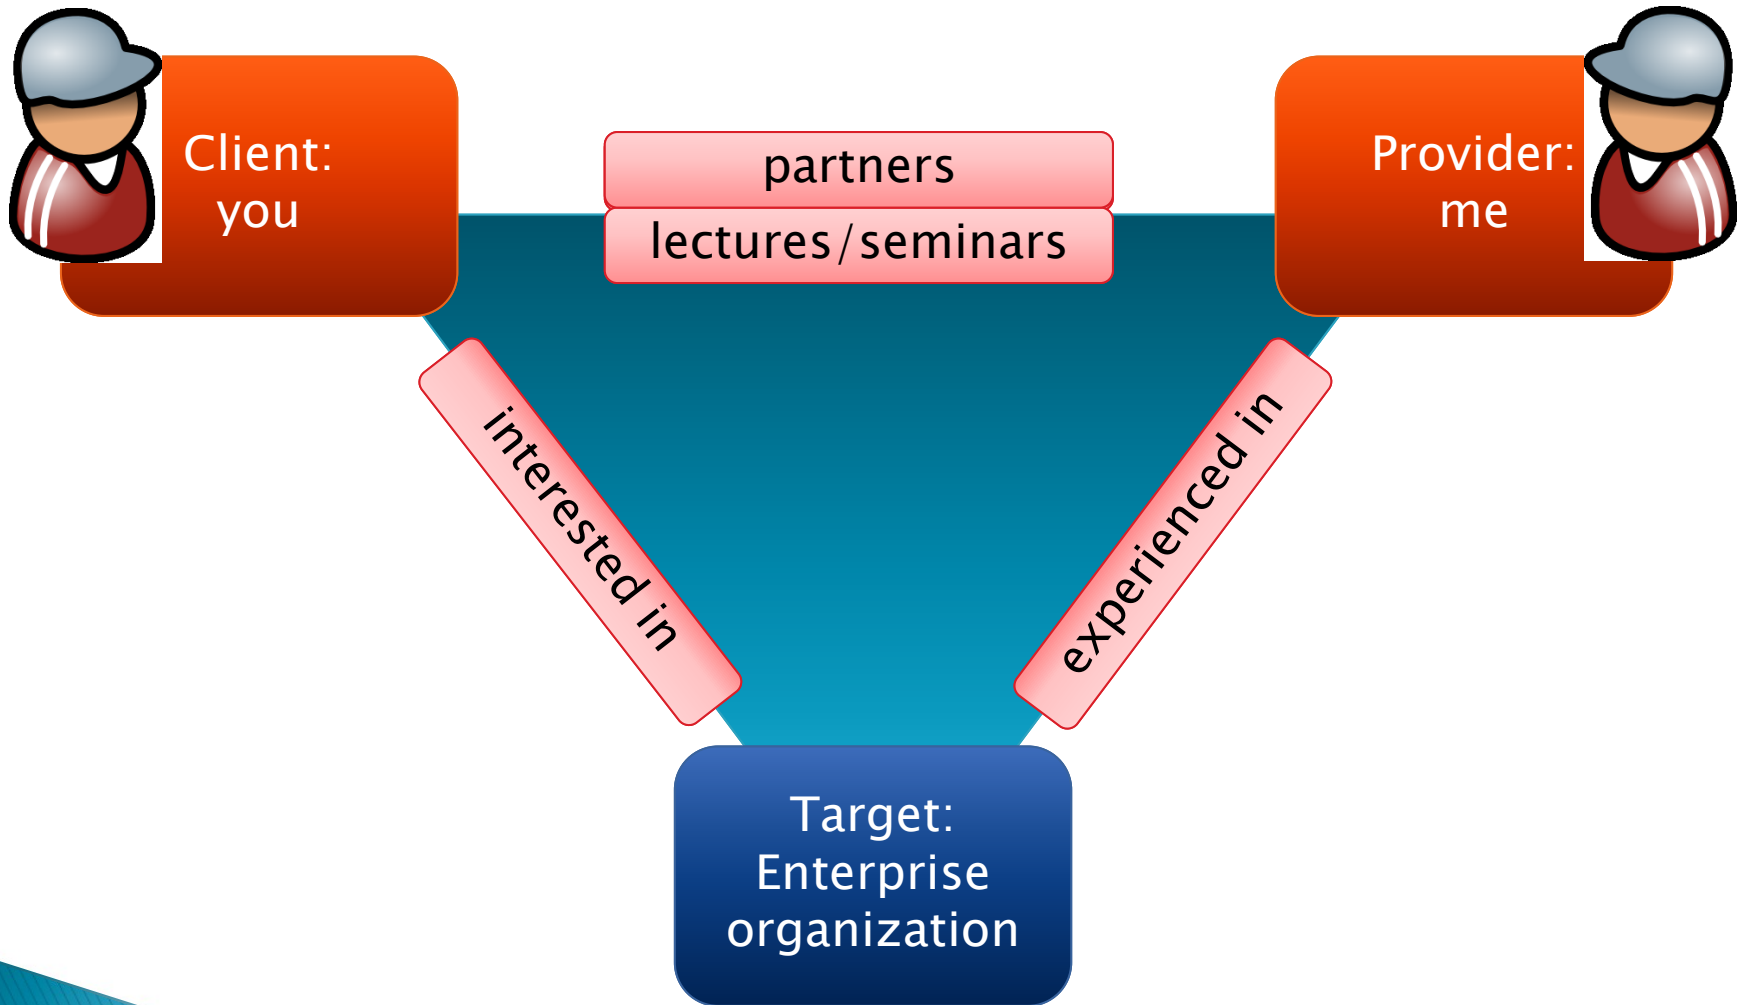 Client:
you
partners
lectures/seminars
Provider:
me
interested in
experienced in
Target:
Enterprise
organization